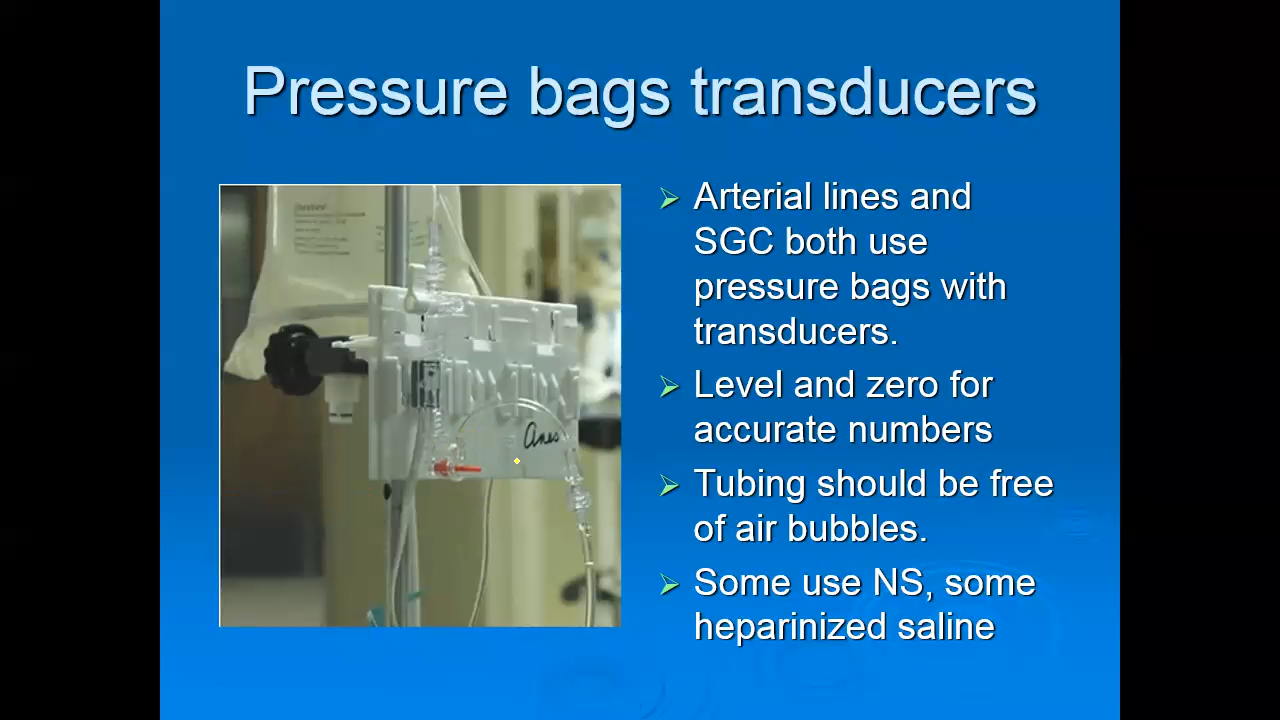 Pressure bags transducers
Arterial lines and
SGC both use
pressure bags with
transducers.
Level and zero for
accurate numbers
Tubing should be free
of air bubbles.
Some use NS, some
heparinized saline
Anes